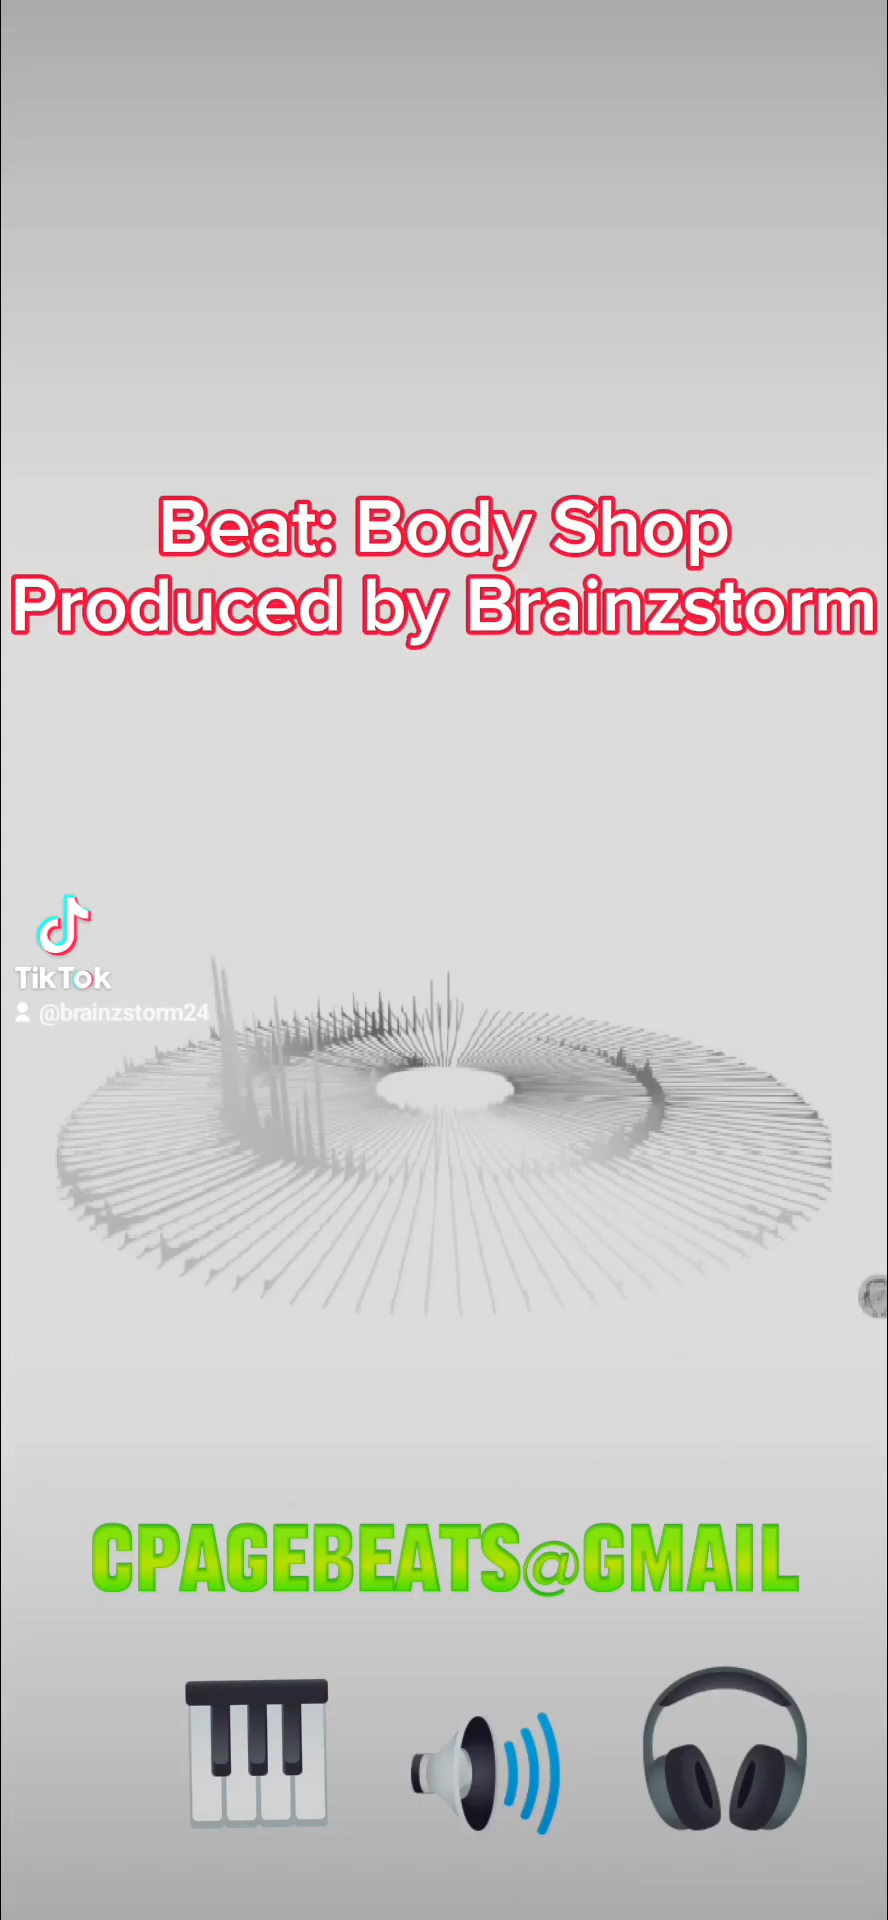 Beat: Body Shop
Produced by Brainzstorm
TikTok
@brainzstorm24
CPAGEBEATS@GMAIL